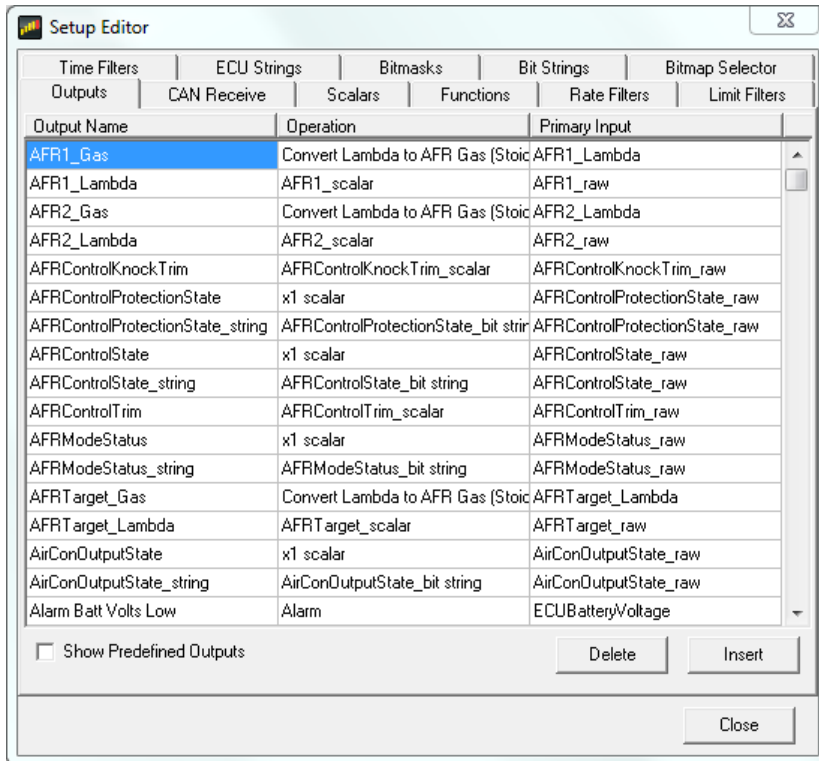 Setup Editor
Time Filters ECU Strings Bitmasks Bit Strings Bitmap Selector
Outputs CAN Receive Scalars Functions Rate Filters Limit Filters
Output Name Operation Primary Input
AFR1_Gas Convert Lambda to AFR Gas (Stoic AFR1_Lambda
AFR1_Lambda AFR1_scalar AFR1_raw
AFR2_Gas Convert Lambda to AFR Gas (Stoic AFR2_Lambda
AFR2_Lambda AFR2_scalar AFR2_raw
AFRControlKnockTrim AFRControlKnockTrim_scalar AFRControlKnockTrim_raw
AFRControlProtectionState x1 scalar AFRControlProtectionState_raw
AFRControlProtectionState_string AFRControlProtectionState_bit strin AFRControlProtectionState_raw
AFRControlState x1 scalar AFRControlState_raw
AFRControlState_string AFRControlState_bit string AFRControlState_raw
AFRControlTrim AFRControlTrim_scalar AFRControlTrim_raw
AFRModeStatus x1 scalar AFRModeStatus_raw
AFRModeStatus_string AFRModeStatus_bit string AFRModeStatus_raw
AFRTarget_Gas Convert Lambda to AFR Gas (Stoic AFRTarget_Lambda
AFRTarget_Lambda AFRTarget_scalar AFRTarget_raw
AirConOutputState x1 scalar AirConOutputState_raw
AirConOutputState_string AirConOutputState_bit string AirConOutputState_raw
Alarm Batt Volts Low Alarm ECUBatteryVoltage
Show Predefined Outputs Delete Insert
Close